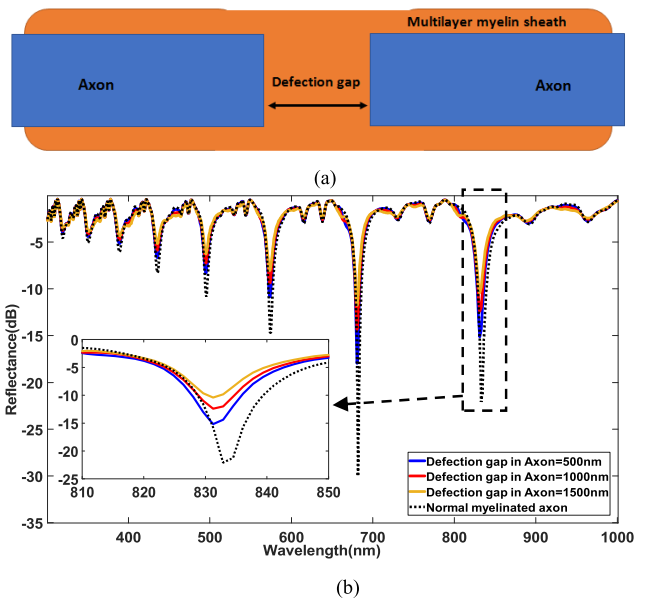 Multilayer myelin sheath
Axon
Defection gap
Axon
(a)
Reflectance(dB)
-5
-10
-15
-20
-25
-30
-35
0
-5
-10
-15
-20
-25
810
820
830
840
850
Defection gap in Axon=500nm
Defection gap in Axon=1000nm
Defection gap in Axon=1500nm
Normal myelinated axon
400
500
600
700
800
900
1000
Wavelength(nm)
(b)